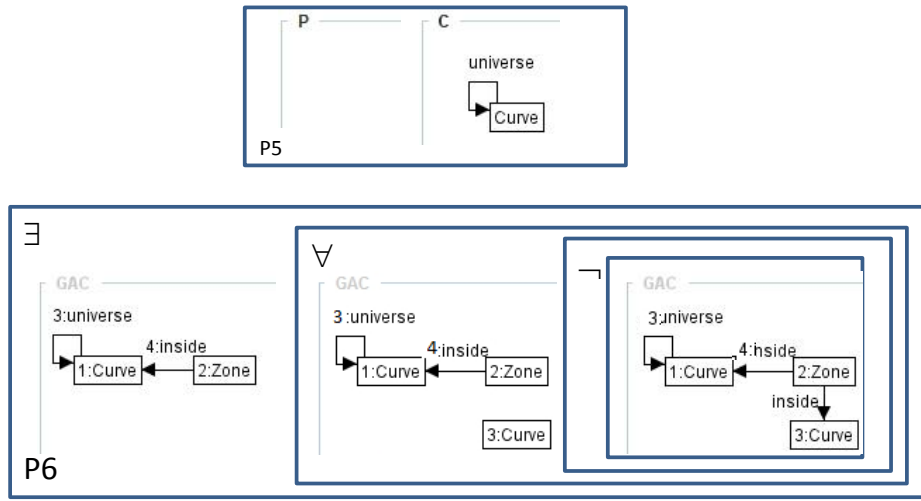 P C
universe
Curve
P5
∃
GAC
3:universe
4:inside
1:Curve 2:Zone
P6
∀
GAC
3:universe
4:inside
1:Curve 2:Zone
3:Curve
¬
GAC
3:universe
4:hside
1:Curve 2:Zone
inside
3:Curve